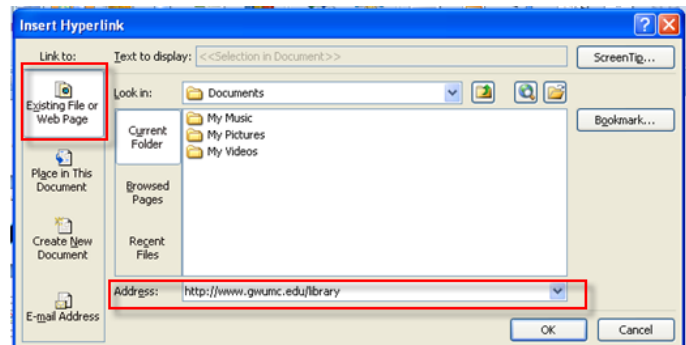 Insert Hyperlink
Link to:
Text to display: <<Selection in Document>>
ScreenTip...
Existing File or
Web Page
Look in: Documents
Bookmark...
Current
Folder
My Music
My Pictures
My Videos
Place in This
Document
Browsed
Pages
Create New
Document
Recent
Files
Address: http://www.gwumc.edu/library
E-mail Address
OK
Cancel